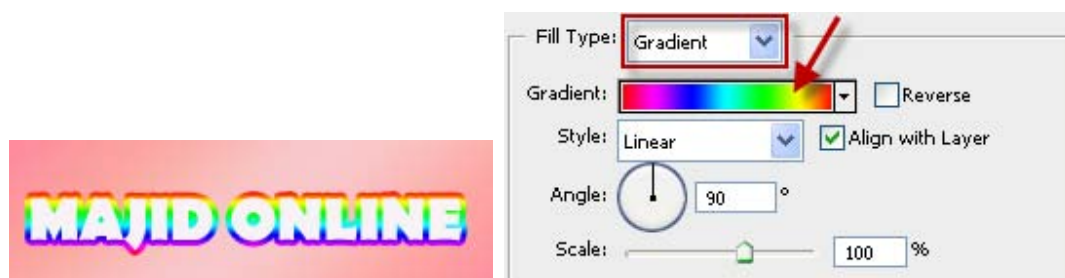 MAJID ONLINE
Fill Type: Gradient
Gradient: Reverse
Style: Linear Align with Layer
Angle: 90 °
Scale: 100 %